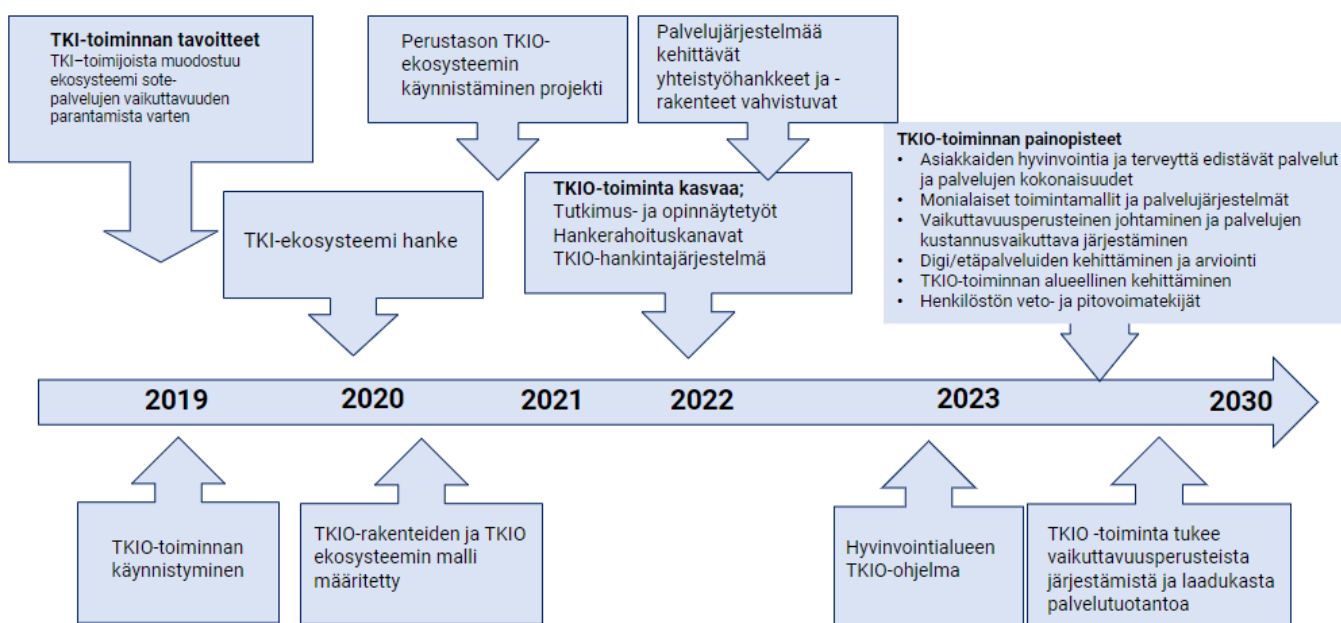 TKI-toiminnan tavoitteet
TKI–toimijoista muodostuu
ekosysteemi sote-
palvelujen vaikuttavuuden
parantamista varten
Perustason TKIO-
ekosysteemin
käynnistäminen projekti
Palvelujärjestelmää
kehittävät
yhteistyöhankkeet ja -
rakenteet vahvistuvat
TKI-ekosysteemi hanke
TKIO-toiminta kasvaa;
Tutkimus- ja opinnäytetyöt
Hankerahoituskanavat
TKIO-hankintajärjestelmä
TKIO-toiminnan painopisteet
• Asiakkaiden hyvinvointia ja terveyttä edistävät palvelut
ja palvelujen kokonaisuudet
• Monialaiset toimintamallit ja palvelujärjestelmät
• Vaikuttavuusperusteinen johtaminen ja palvelujen
kustannusvaikuttava järjestäminen
• Digi/etäpalveluiden kehittäminen ja arviointi
• TKIO-toiminnan alueellinen kehittäminen
• Henkilöstön veto- ja pitovoimatekijät
2019 2020 2021 2022 2023 2030
TKIO-toiminnan
käynnistyminen
TKIO-rakenteiden ja TKIO
ekosysteemin malli
määritetty
Hyvinvointialueen
TKIO-ohjelma
TKIO -toiminta tukee
vaikuttavuusperusteista
järjestämistä ja laadukasta
palvelutuotantoa